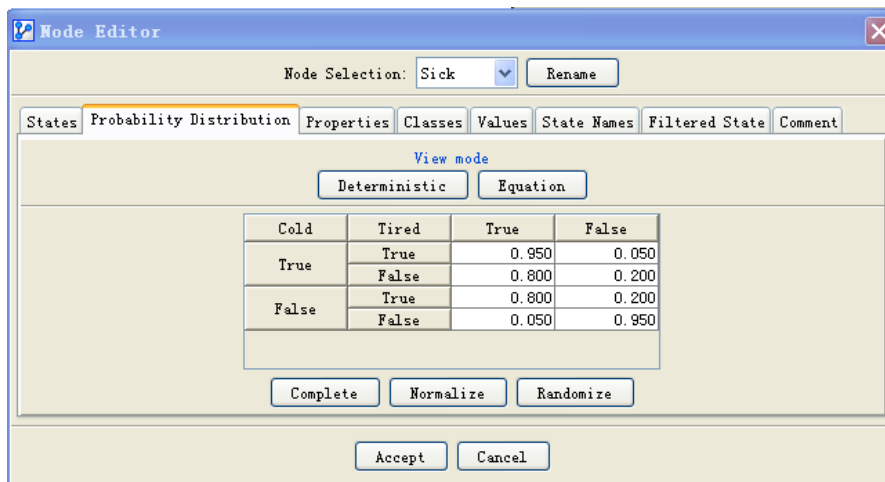 Node Editor
Node Selection: Sick Rename
States Probability Distribution Properties Classes Values State Names Filtered State Comment
View mode
Deterministic Equation
Cold Tired True False
True True 0.950 0.050
False 0.800 0.200
False True 0.800 0.200
False 0.050 0.950
Complete Normalize Randomize
Accept Cancel